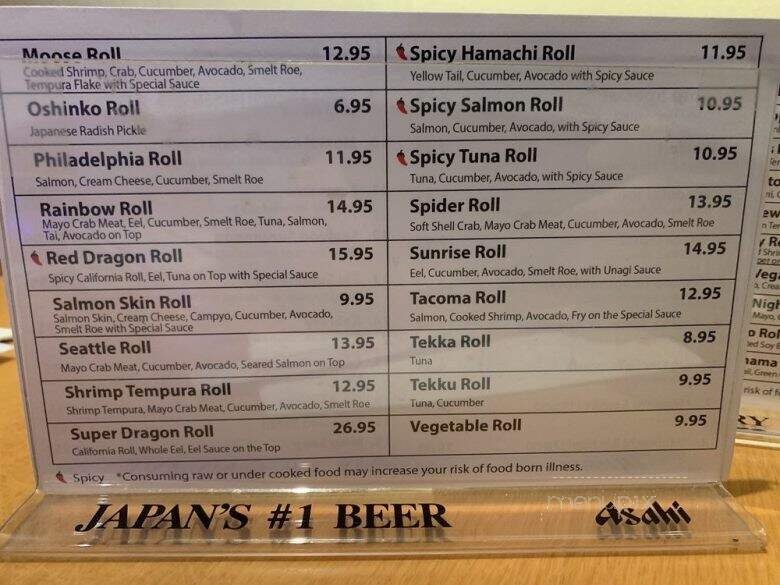 Moose Roll 12.95
Cooked Shrimp, Crab, Cucumber, Avocado, Smelt Roe,
Tempura Flake with Special Sauce
Oshinko Roll 6.95
Japanese Radish Pickle
Philadelphia Roll 11.95
Salmon, Cream Cheese, Cucumber, Smelt Roe
Rainbow Roll 14.95
Mayo Crab Meat, Eel, Cucumber, Smelt Roe, Tuna, Salmon,
Tai, Avocado on Top
Red Dragon Roll 15.95
Spicy California Roll, Eel, Tuna on Top with Special Sauce
Salmon Skin Roll 9.95
Salmon Skin, Cream Cheese, Campyo, Cucumber, Avocado,
Smelt Roe with Special Sauce
Seattle Roll 13.95
Mayo Crab Meat, Cucumber, Avocado, Seared Salmon on Top
Shrimp Tempura Roll 12.95
Shrimp Tempura, Mayo Crab Meat, Cucumber, Avocado, Smelt Roe
Super Dragon Roll 26.95
California Roll, Whole Eel, Eel Sauce on the Top
Spicy Hamachi Roll 11.95
Yellow Tail, Cucumber, Avocado with Spicy Sauce
Spicy Salmon Roll 10.95
Salmon, Cucumber, Avocado, with Spicy Sauce
Spicy Tuna Roll 10.95
Tuna, Cucumber, Avocado, with Spicy Sauce
Spider Roll 13.95
Soft Shell Crab, Mayo Crab Meat, Cucumber, Avocado, Smelt Roe
Sunrise Roll 14.95
Eel, Cucumber, Avocado, Smelt Roe, with Unagi Sauce
Tacoma Roll 12.95
Salmon, Cooked Shrimp, Avocado, Fry on the Special Sauce
Tekka Roll 8.95
Tuna
Tekku Roll 9.95
Tuna, Cucumber
Vegetable Roll 9.95
Spicy *Consuming raw or under cooked food may increase your risk of food born illness.
JAPAN'S #1 BEER Asahi
menupix